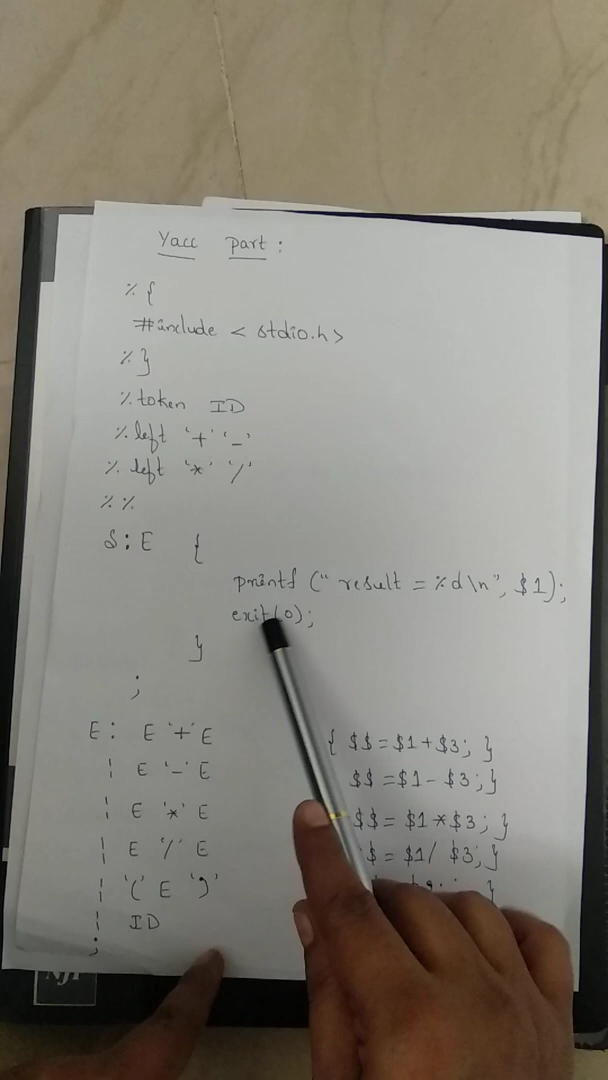 Yacc part :
%{
#include < stdio.h>
%}
%token ID
%left '+' '-'
%left '*' '/'
%%
S:E {
printf (" result = %d\n", $1);
exit(0);
}
;
E: E '+' E { $$=$1+$3; }
| E '-' E $$ =$1- $3;}
| E '*' E $$= $1*$3; }
| E '/' E $ = $1/ $3;}
| '(' E ')' }
| ID
;